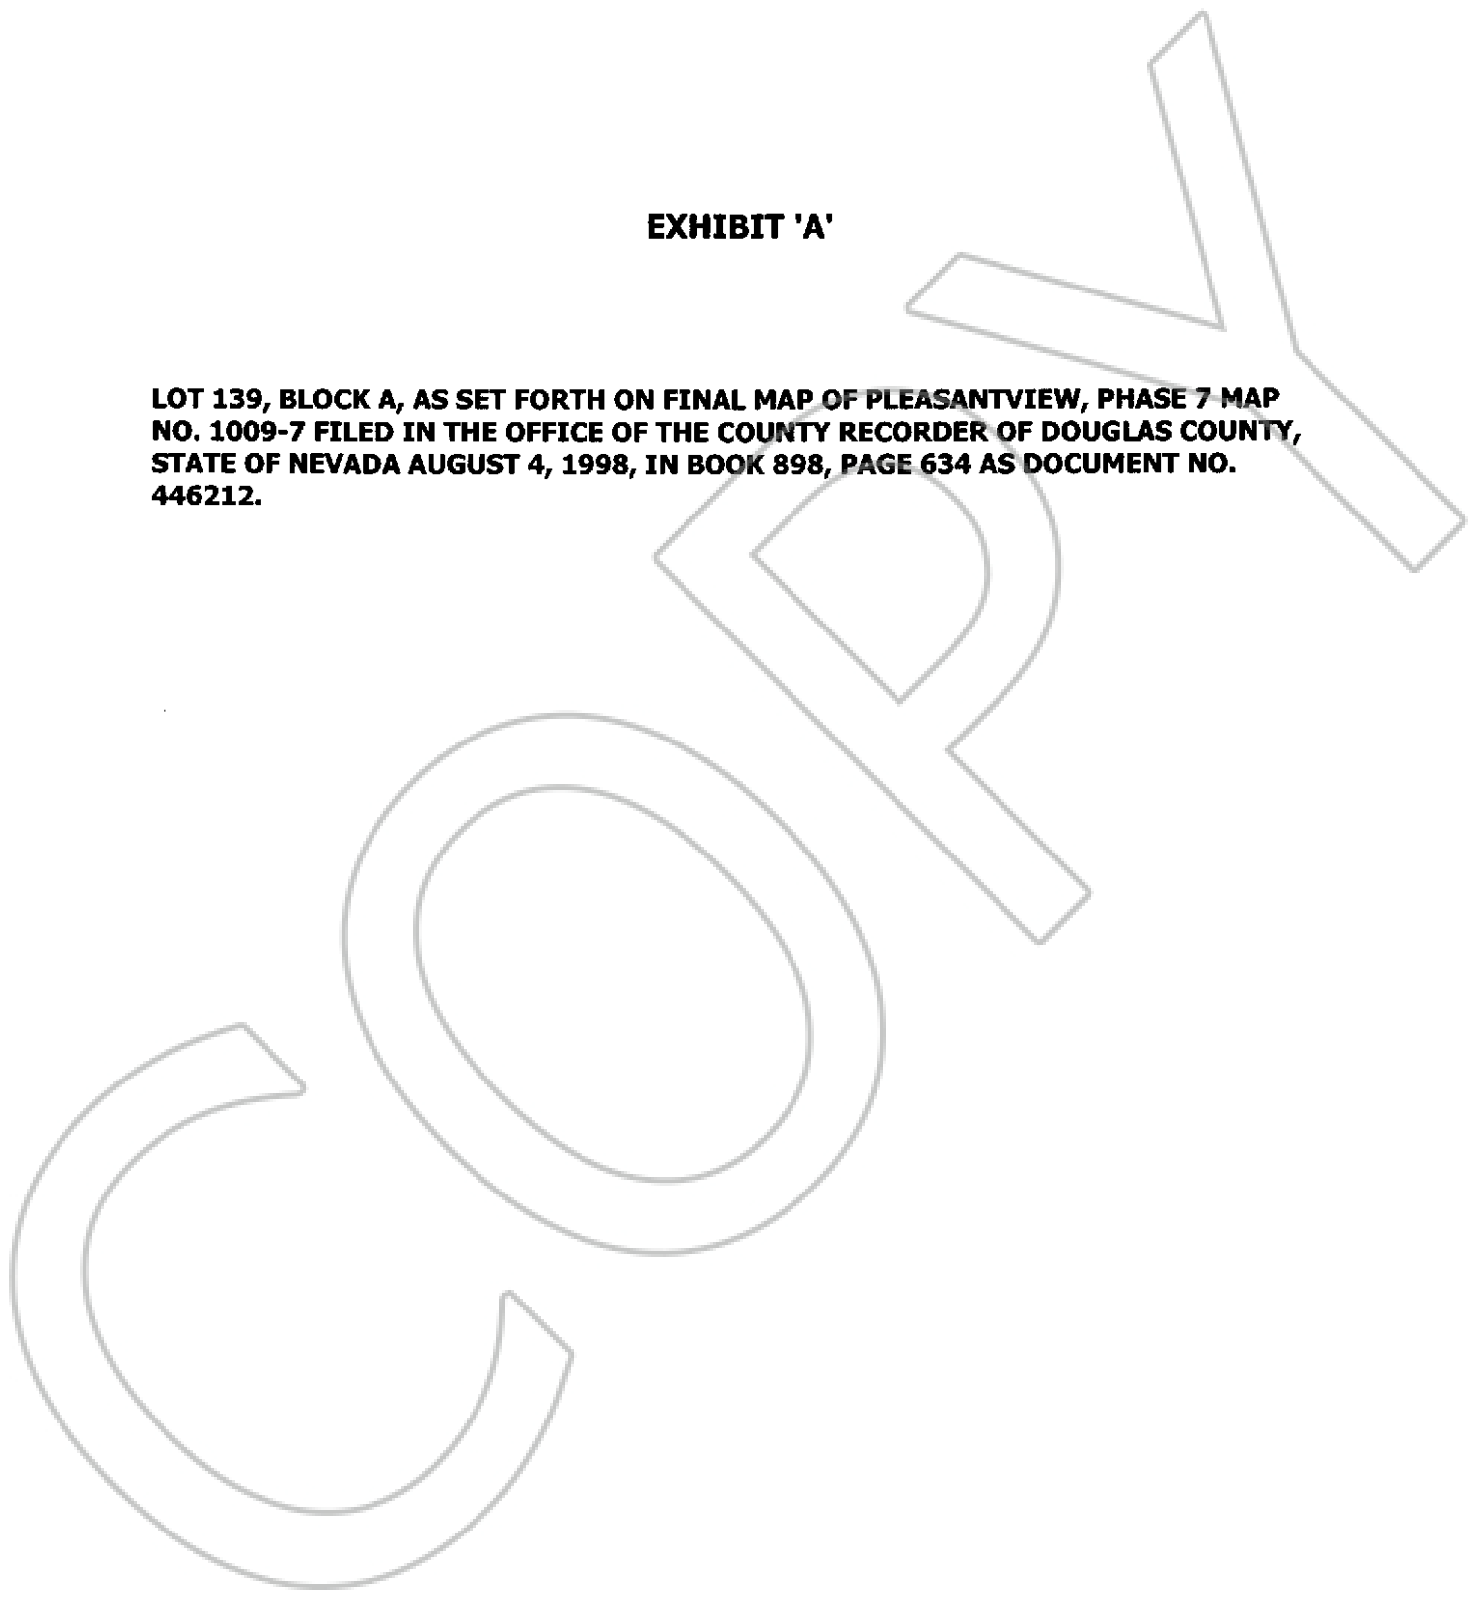 EXHIBIT 'A'
LOT 139, BLOCK A, AS SET FORTH ON FINAL MAP OF PLEASANTVIEW, PHASE 7 MAP
NO. 1009-7 FILED IN THE OFFICE OF THE COUNTY RECORDER OF DOUGLAS COUNTY,
STATE OF NEVADA AUGUST 4, 1998, IN BOOK 898, PAGE 634 AS DOCUMENT NO.
446212.
COPY